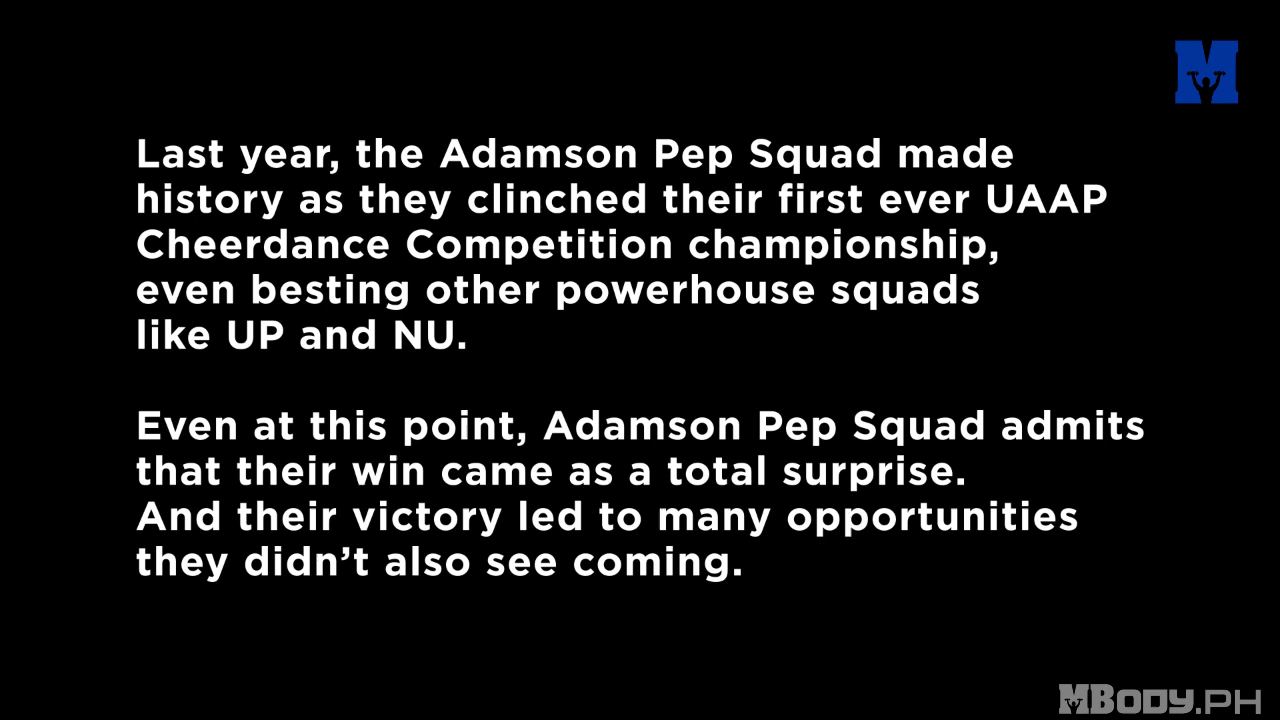 Last year, the Adamson Pep Squad made
history as they clinched their first ever UAAP
Cheerdance Competition championship,
even besting other powerhouse squads
like UP and NU.
Even at this point, Adamson Pep Squad admits
that their win came as a total surprise.
And their victory led to many opportunities
they didn’t also see coming.
M
MBODY.PH